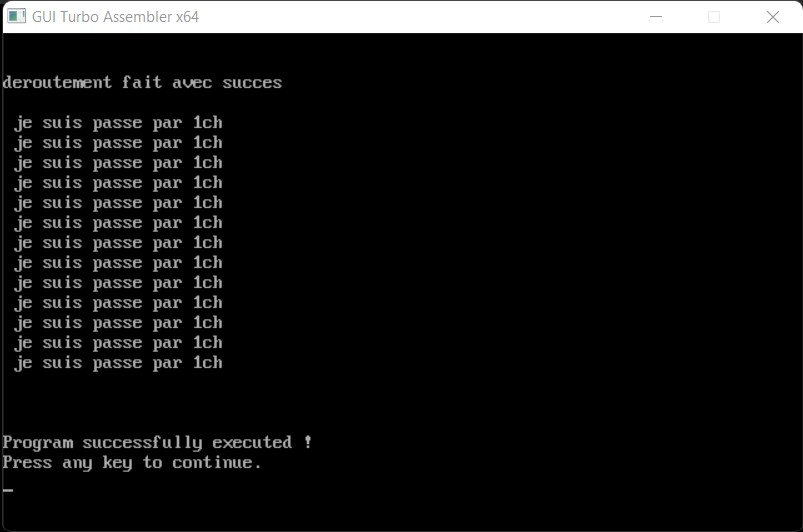 GUI Turbo Assembler x64
deroutement fait avec succes
je suis passe par 1ch
je suis passe par 1ch
je suis passe par 1ch
je suis passe par 1ch
je suis passe par 1ch
je suis passe par 1ch
je suis passe par 1ch
je suis passe par 1ch
je suis passe par 1ch
je suis passe par 1ch
je suis passe par 1ch
je suis passe par 1ch
je suis passe par 1ch
Program successfully executed !
Press any key to continue.
_